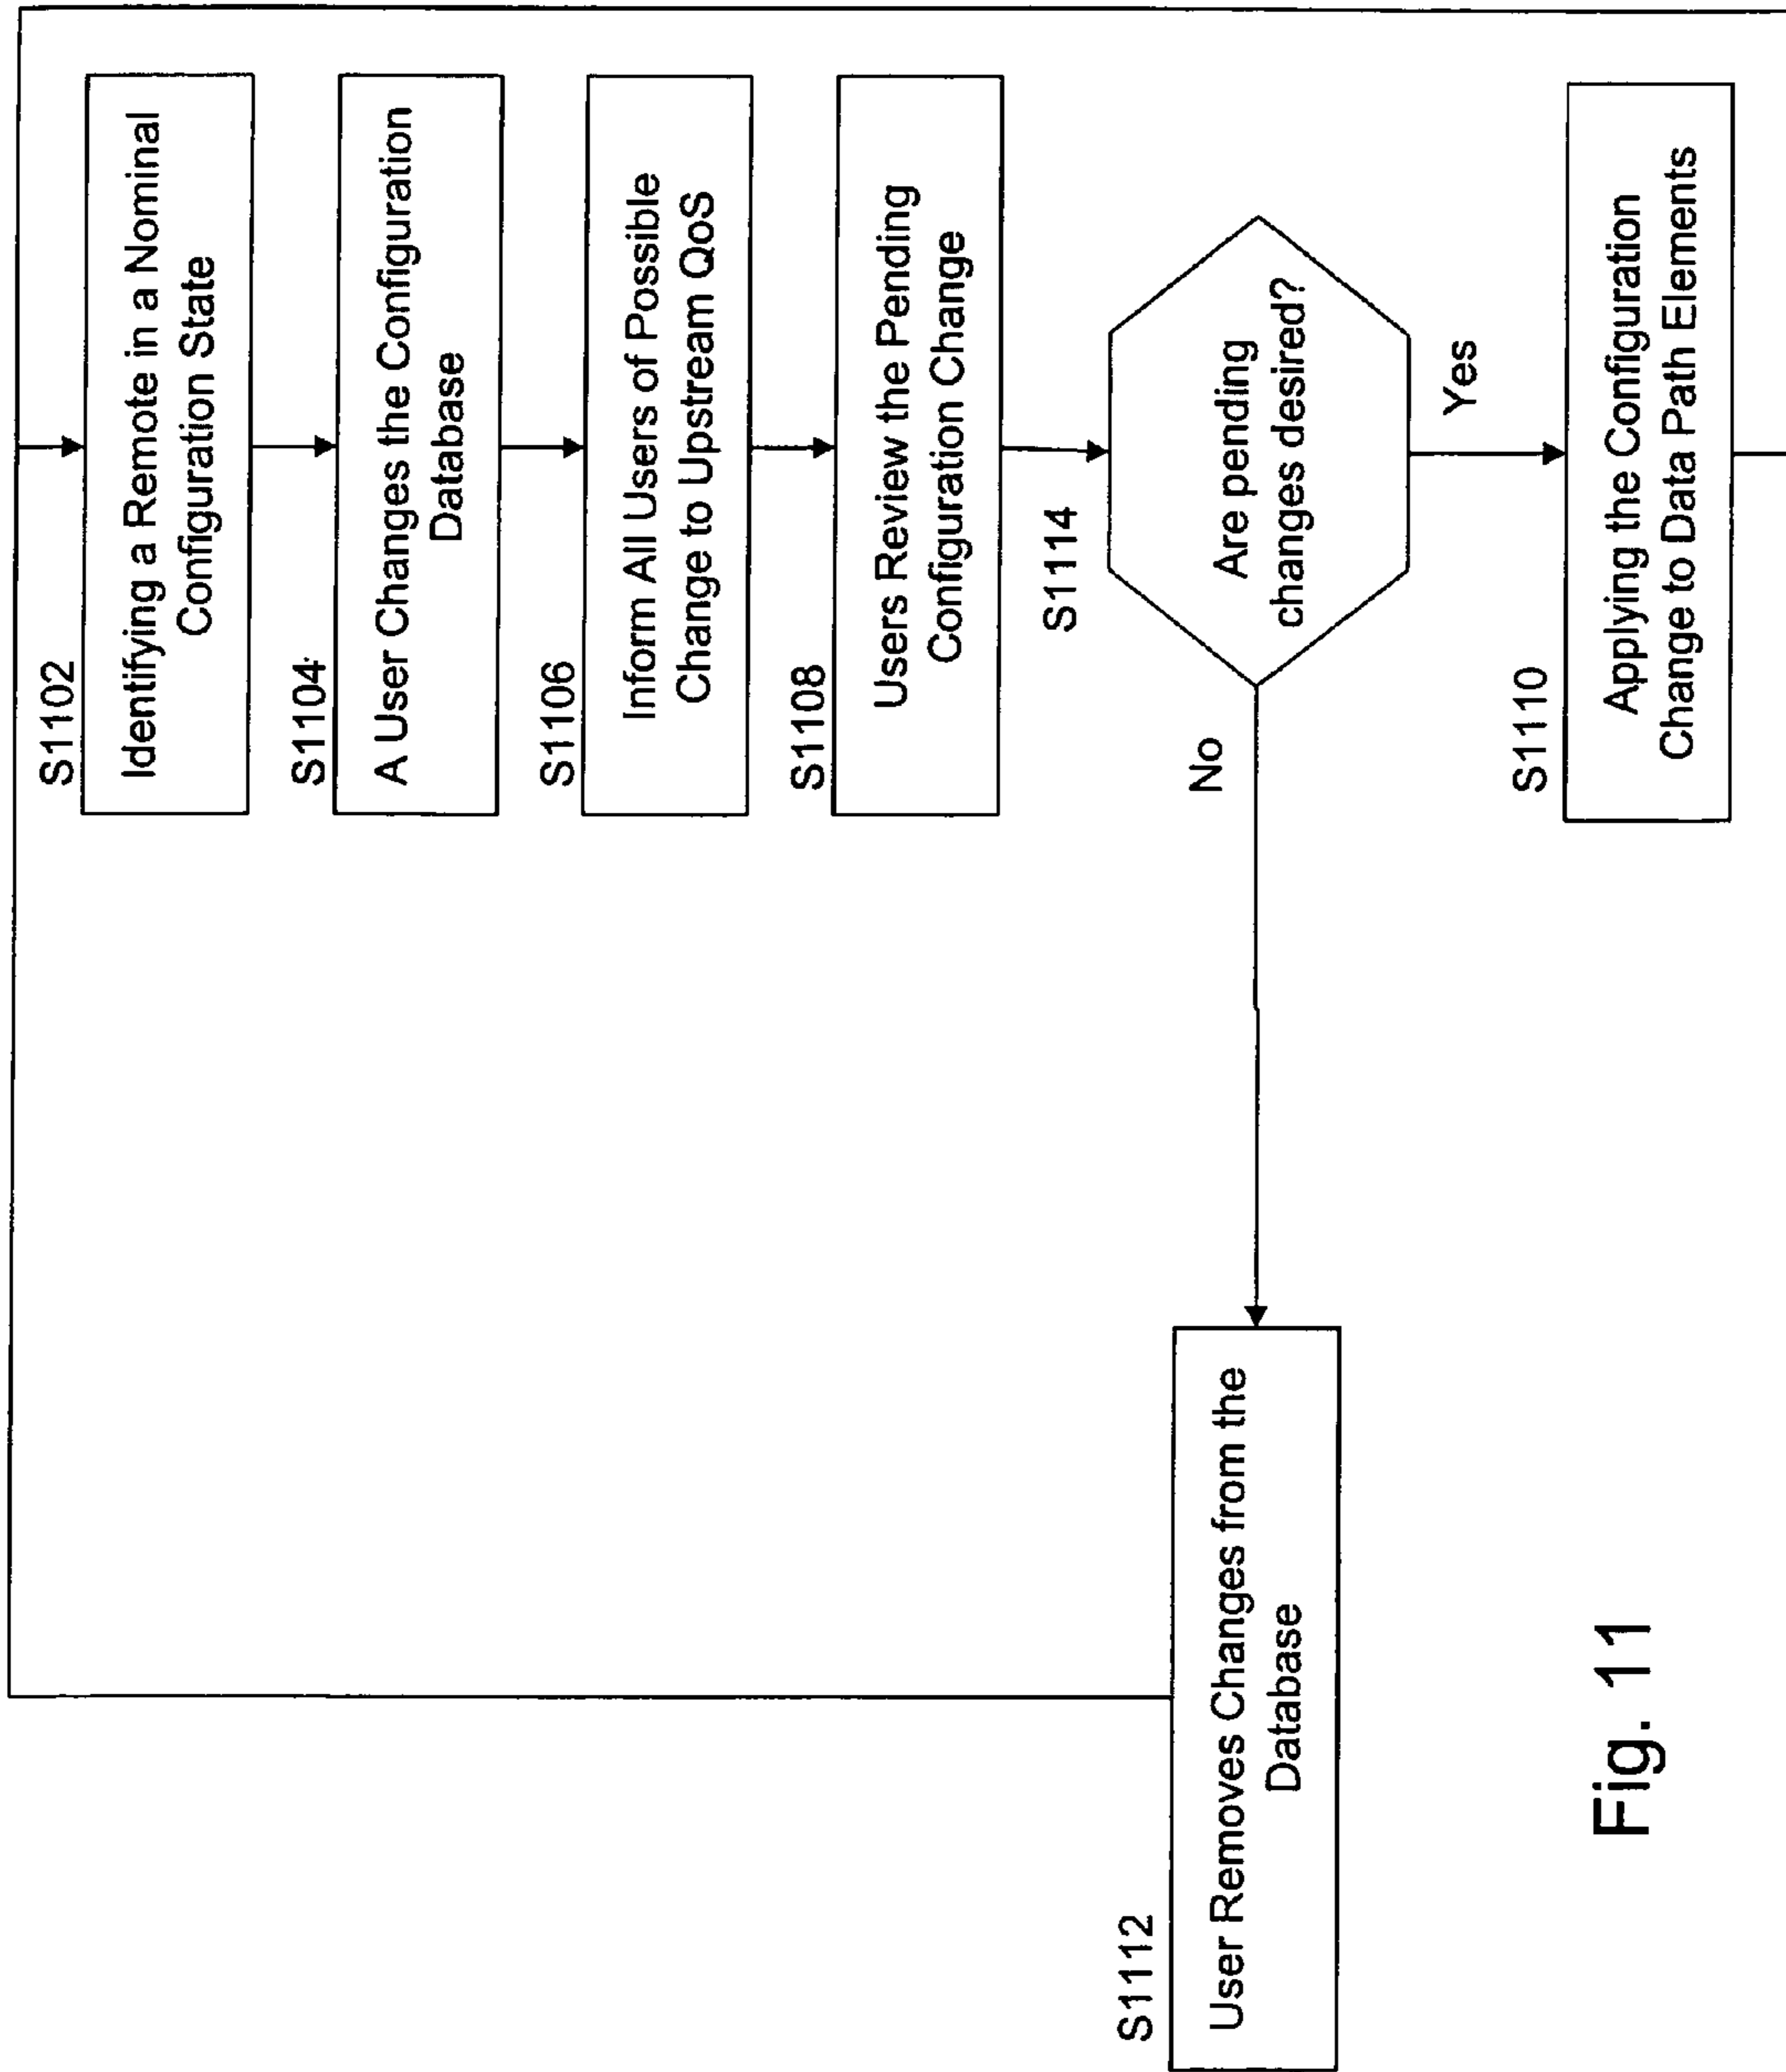 S1102
Identifying a Remote in a Nominal
Configuration State
S1104
A User Changes the Configuration
Database
S1106
Inform All Users of Possible
Change to Upstream QoS
S1108
Users Review the Pending
Configuration Change
S1114
Are pending
changes desired?
No
Yes
S1112
User Removes Changes from the
Database
S1110
Applying the Configuration
Change to Data Path Elements
Fig. 11